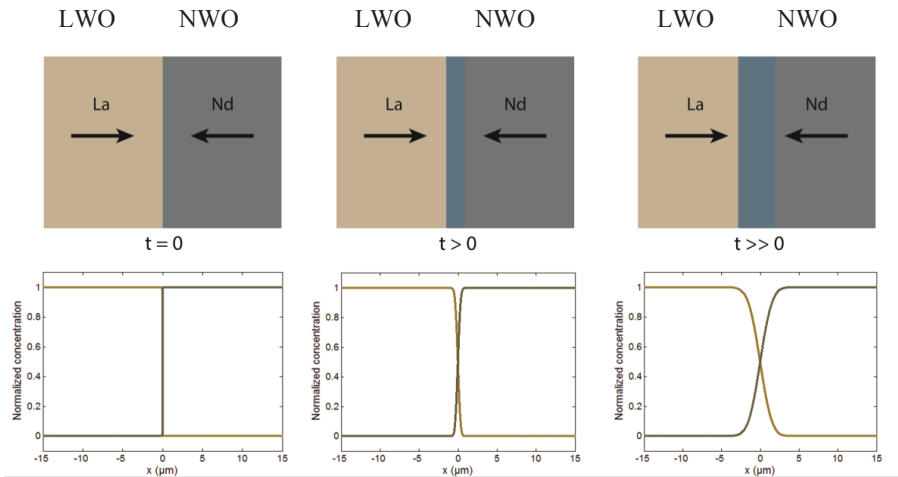 LWO NWO
LWO NWO
LWO NWO
La Nd
La Nd
La Nd
t = 0
t > 0
t >> 0
Normalized concentration
1
0.8
0.6
0.4
0.2
0
-15 -10 -5 0 5 10 15
x (µm)
Normalized concentration
1
0.8
0.6
0.4
0.2
0
-15 -10 -5 0 5 10 15
x (µm)
Normalized concentration
1
0.8
0.6
0.4
0.2
0
-15 -10 -5 0 5 10 15
x (µm)